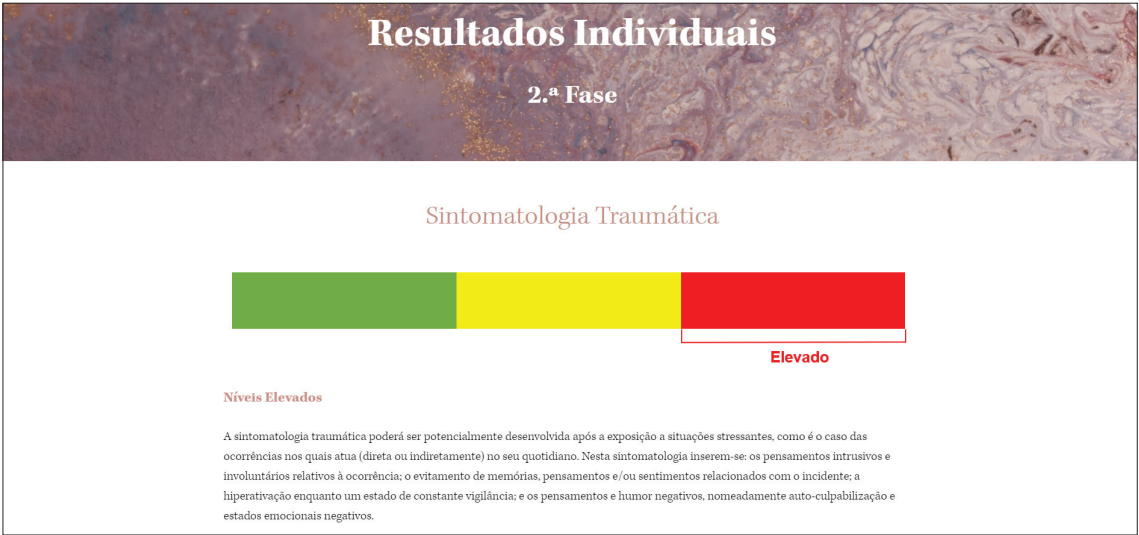 Resultados Individuais
2.ª Fase
Sintomatologia Traumática
Elevado
Níveis Elevados
A sintomatologia traumática poderá ser potencialmente desenvolvida após a exposição a situações stressantes, como é o caso das
ocorrências nos quais atua (direta ou indiretamente) no seu quotidiano. Nesta sintomatologia inserem-se: os pensamentos intrusivos e
involuntários relativos à ocorrência; o evitamento de memórias, pensamentos e/ou sentimentos relacionados com o incidente; a
hiperativação enquanto um estado de constante vigilância; e os pensamentos e humor negativos, nomeadamente auto-culpabilização e
estados emocionais negativos.